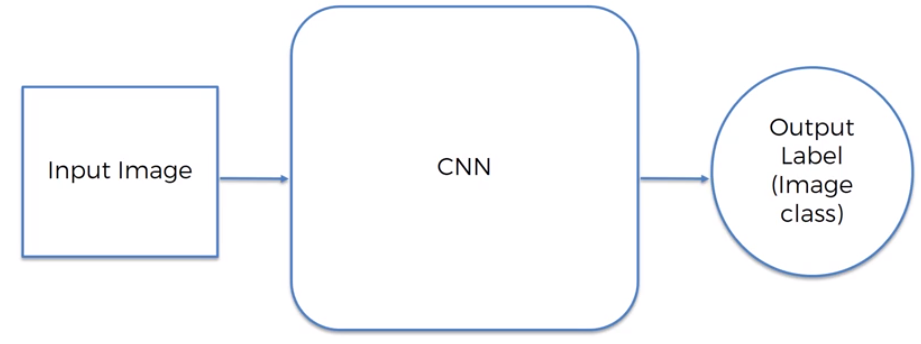 Input Image
CNN
Output
Label
(Image
class)